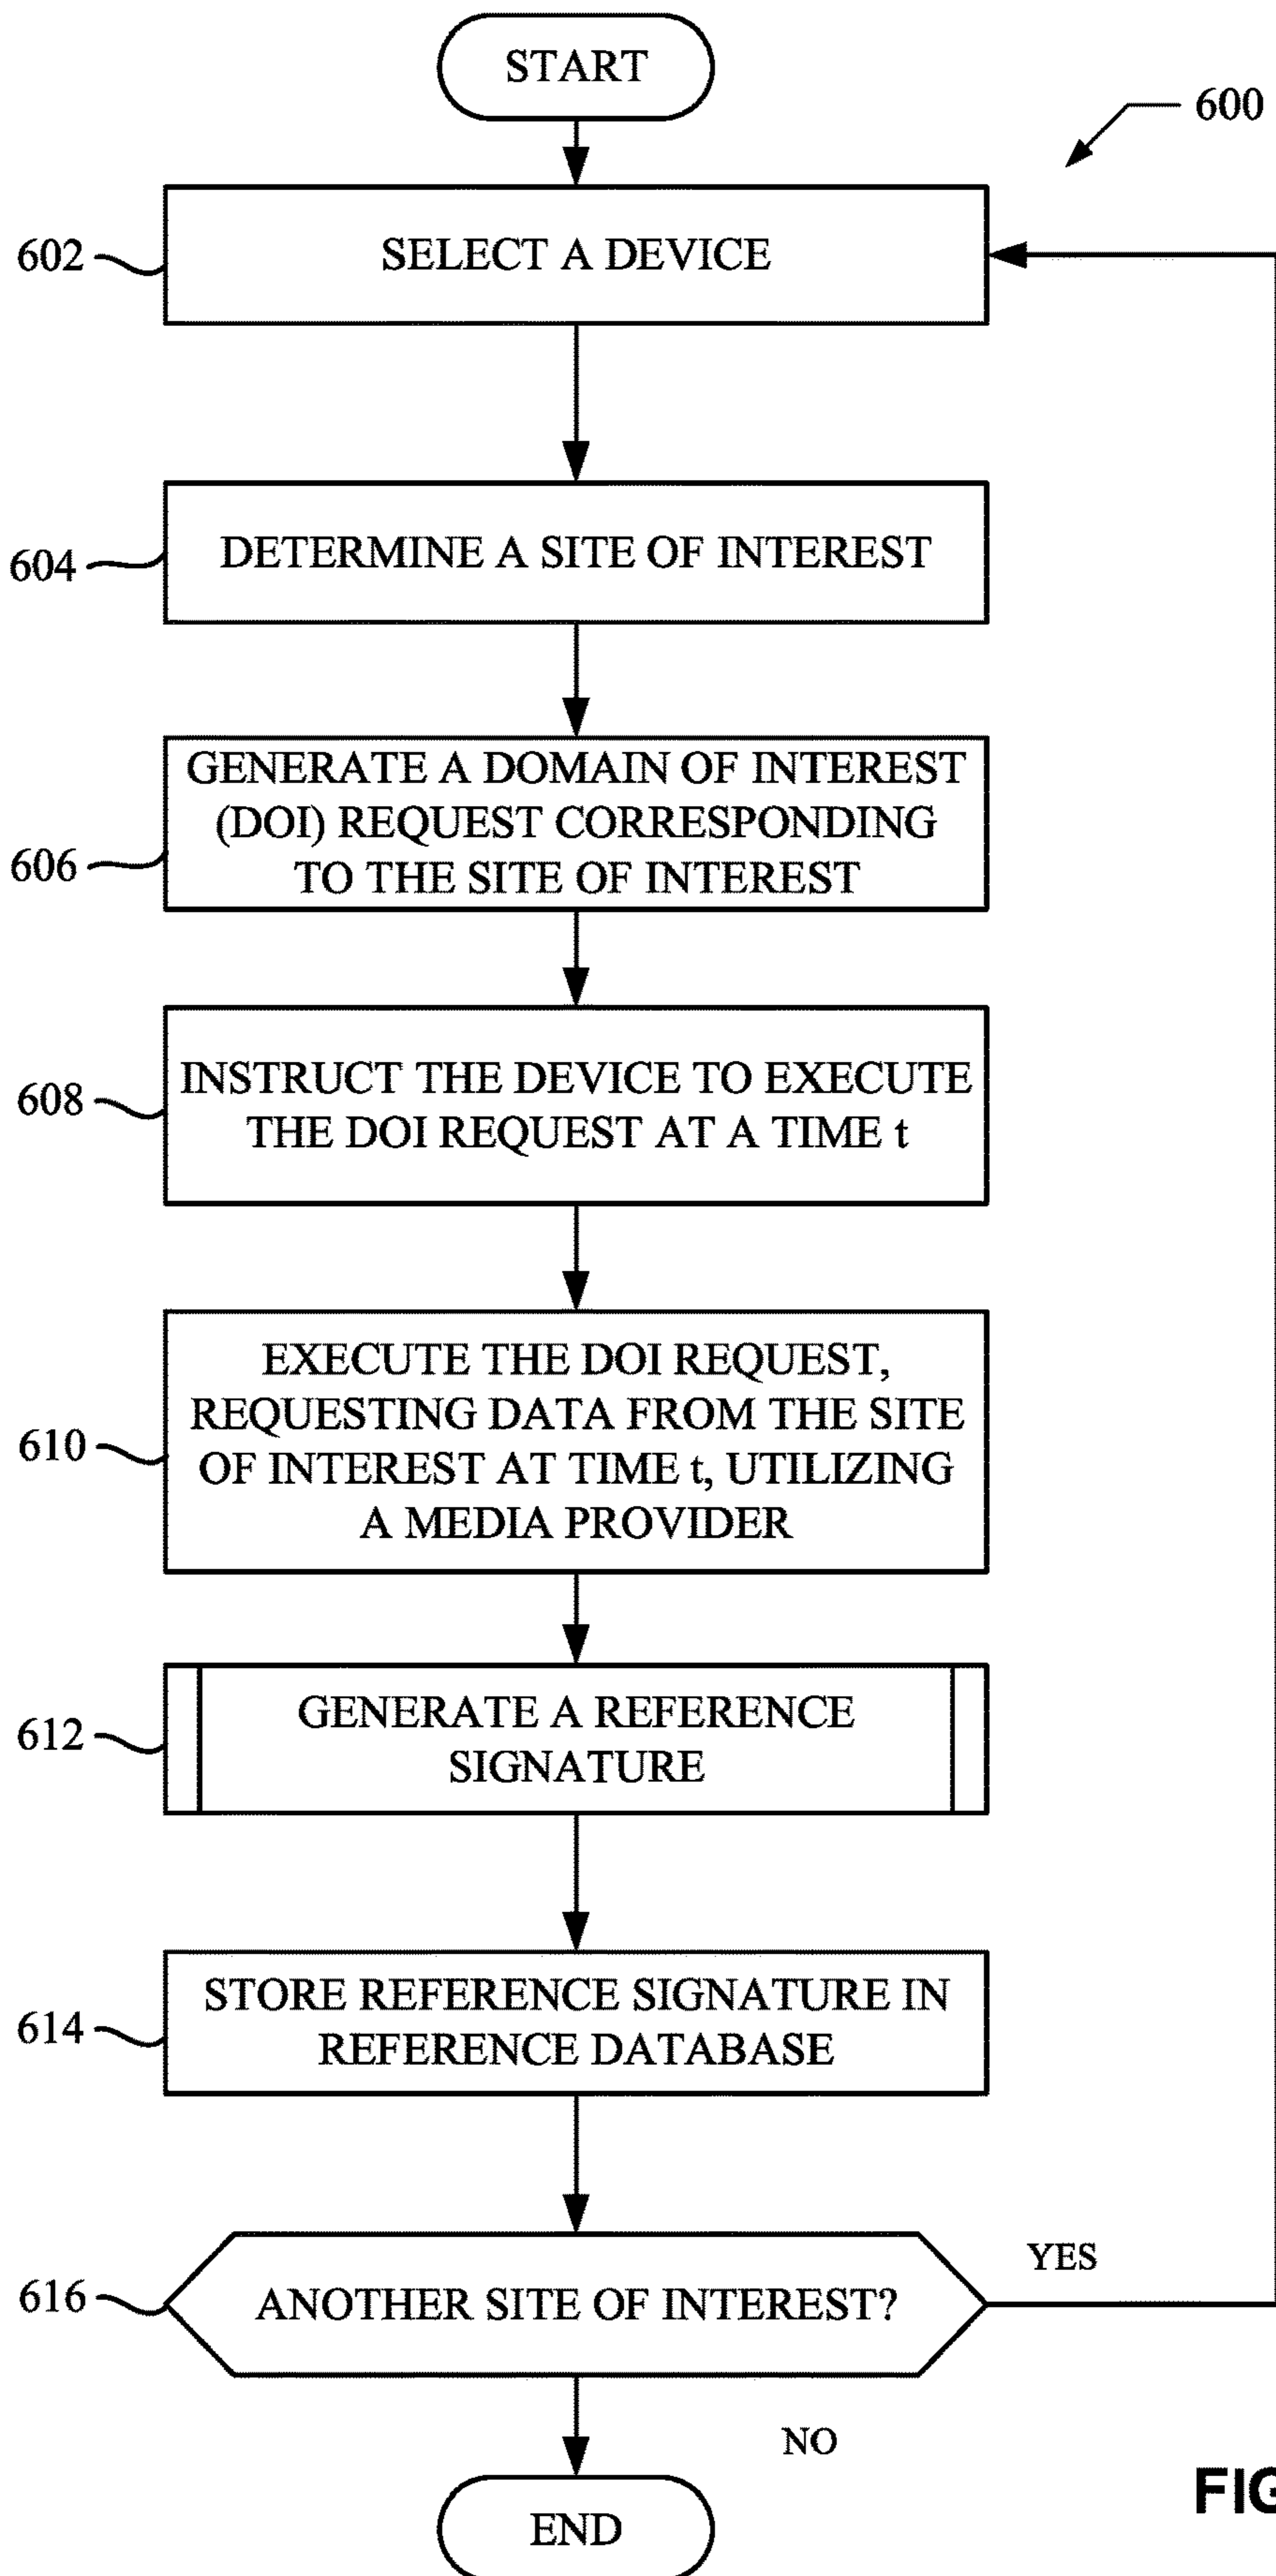 START
600
602
SELECT A DEVICE
604
DETERMINE A SITE OF INTEREST
606
GENERATE A DOMAIN OF INTEREST
(DOI) REQUEST CORRESPONDING
TO THE SITE OF INTEREST
608
INSTRUCT THE DEVICE TO EXECUTE
THE DOI REQUEST AT A TIME t
610
EXECUTE THE DOI REQUEST,
REQUESTING DATA FROM THE SITE
OF INTEREST AT TIME t, UTILIZING
A MEDIA PROVIDER
612
GENERATE A REFERENCE
SIGNATURE
614
STORE REFERENCE SIGNATURE IN
REFERENCE DATABASE
616
ANOTHER SITE OF INTEREST?
YES
NO
END
FIG